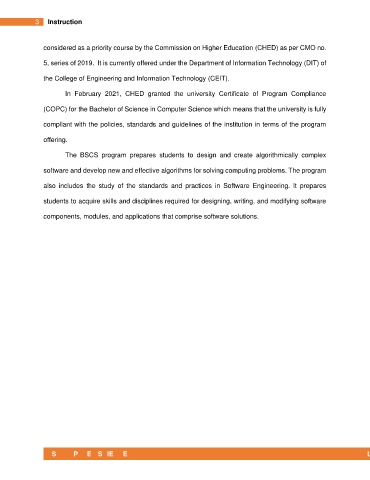 3 Instruction
considered as a priority course by the Commission on Higher Education (CHED) as per CMO no.
5, series of 2019. It is currently offered under the Department of Information Technology (DIT) of
the College of Engineering and Information Technology (CEIT).
In February 2021, CHED granted the university Certificate of Program Compliance
(COPC) for the Bachelor of Science in Computer Science which means that the university is fully
compliant with the policies, standards and guidelines of the institution in terms of the program
offering.
The BSCS program prepares students to design and create algorithmically complex
software and develop new and effective algorithms for solving computing problems. The program
also includes the study of the standards and practices in Software Engineering. It prepares
students to acquire skills and disciplines required for designing, writing, and modifying software
components, modules, and applications that comprise software solutions.
S P E S IE E